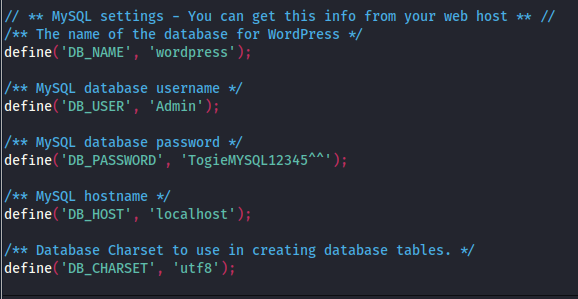 // ** MySQL settings - You can get this info from your web host ** //
/** The name of the database for WordPress */
define('DB_NAME', 'wordpress');
/** MySQL database username */
define('DB_USER', 'Admin');
/** MySQL database password */
define('DB_PASSWORD', 'TogieMYSQL12345^^');
/** MySQL hostname */
define('DB_HOST', 'localhost');
/** Database Charset to use in creating database tables. */
define('DB_CHARSET', 'utf8');